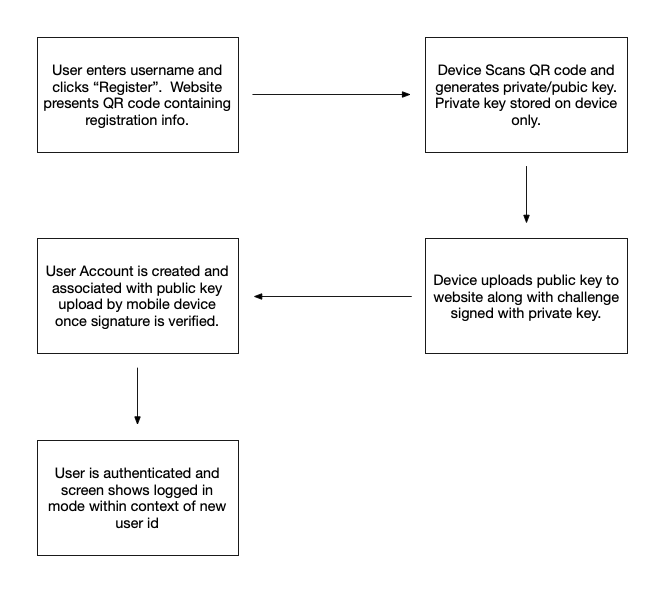 User enters username and
clicks “Register”.  Website
presents QR code containing
registration info.
Device Scans QR code and
generates private/pubic key.
Private key stored on device
only.
Device uploads public key to
website along with challenge
signed with private key.
User Account is created and
associated with public key
upload by mobile device
once signature is verified.
User is authenticated and
screen shows logged in
mode within context of new
user id